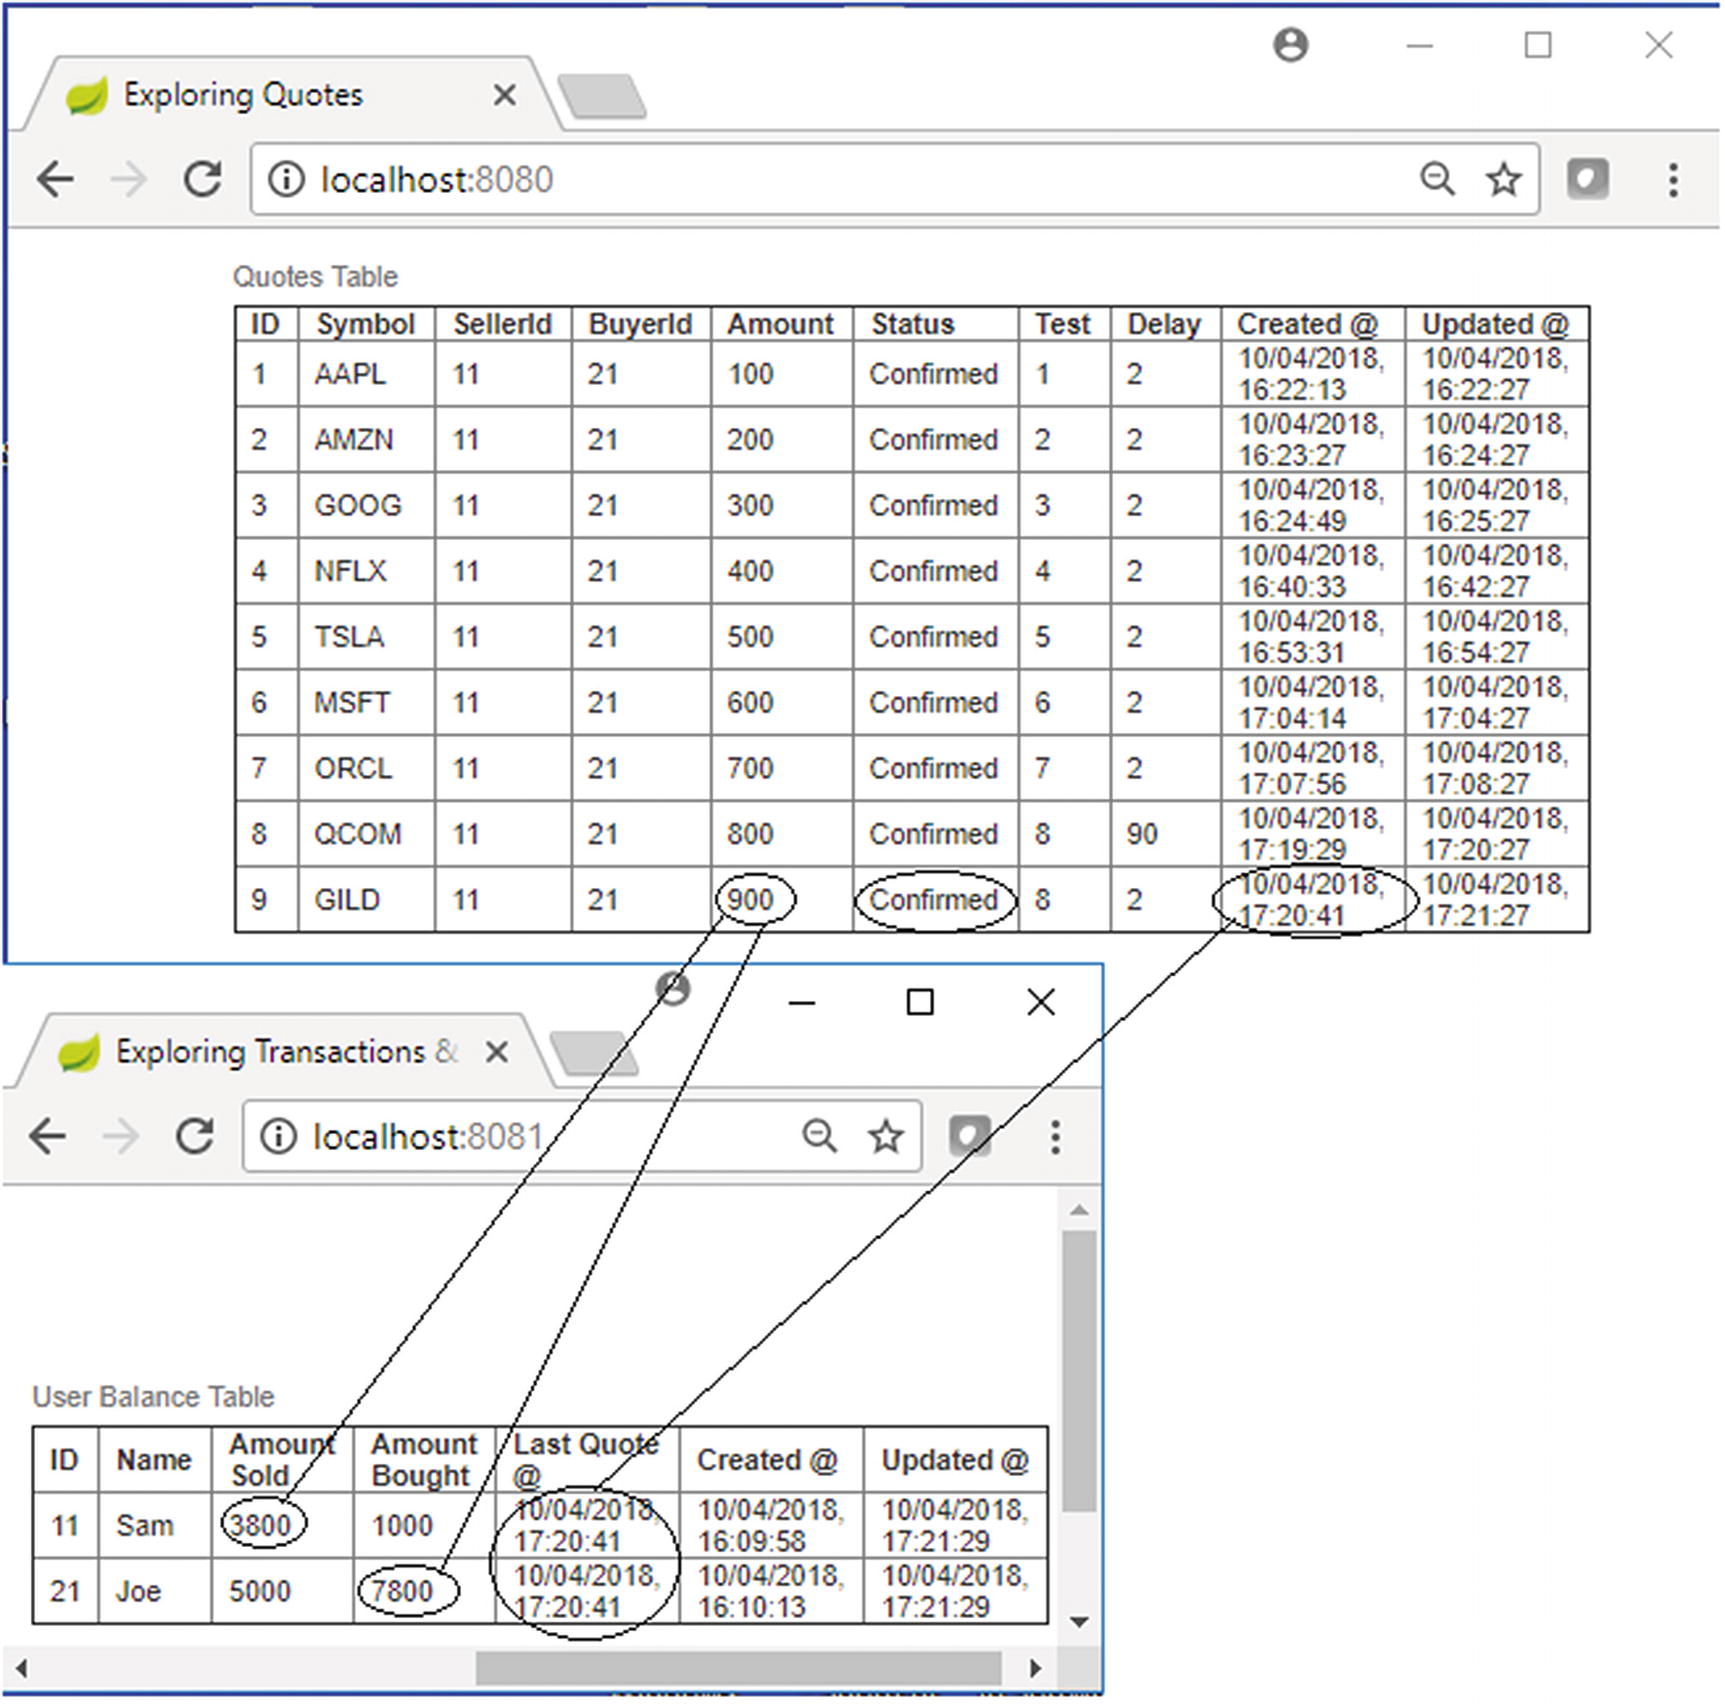 Exploring Quotes
localhost:8080
Quotes Table
ID Symbol SellerId BuyerId Amount Status Test Delay Created @ Updated @
1 AAPL 11 21 100 Confirmed 1 2 10/04/2018, 16:22:13 10/04/2018, 16:22:27
2 AMZN 11 21 200 Confirmed 2 2 10/04/2018, 16:23:27 10/04/2018, 16:24:27
3 GOOG 11 21 300 Confirmed 3 2 10/04/2018, 16:24:49 10/04/2018, 16:25:27
4 NFLX 11 21 400 Confirmed 4 2 10/04/2018, 16:40:33 10/04/2018, 16:42:27
5 TSLA 11 21 500 Confirmed 5 2 10/04/2018, 16:53:31 10/04/2018, 16:54:27
6 MSFT 11 21 600 Confirmed 6 2 10/04/2018, 17:04:14 10/04/2018, 17:04:27
7 ORCL 11 21 700 Confirmed 7 2 10/04/2018, 17:07:56 10/04/2018, 17:08:27
8 QCOM 11 21 800 Confirmed 8 90 10/04/2018, 17:19:29 10/04/2018, 17:20:27
9 GILD 11 21 900 Confirmed 8 2 10/04/2018, 17:20:41 10/04/2018, 17:21:27
Exploring Transactions &
localhost:8081
User Balance Table
ID Name Amount Sold Amount Bought Last Quote @ Created @ Updated @
11 Sam 3800 1000 10/04/2018, 17:20:41 10/04/2018, 16:09:58 10/04/2018, 17:21:29
21 Joe 5000 7800 10/04/2018, 17:20:41 10/04/2018, 16:10:13 10/04/2018, 17:21:29